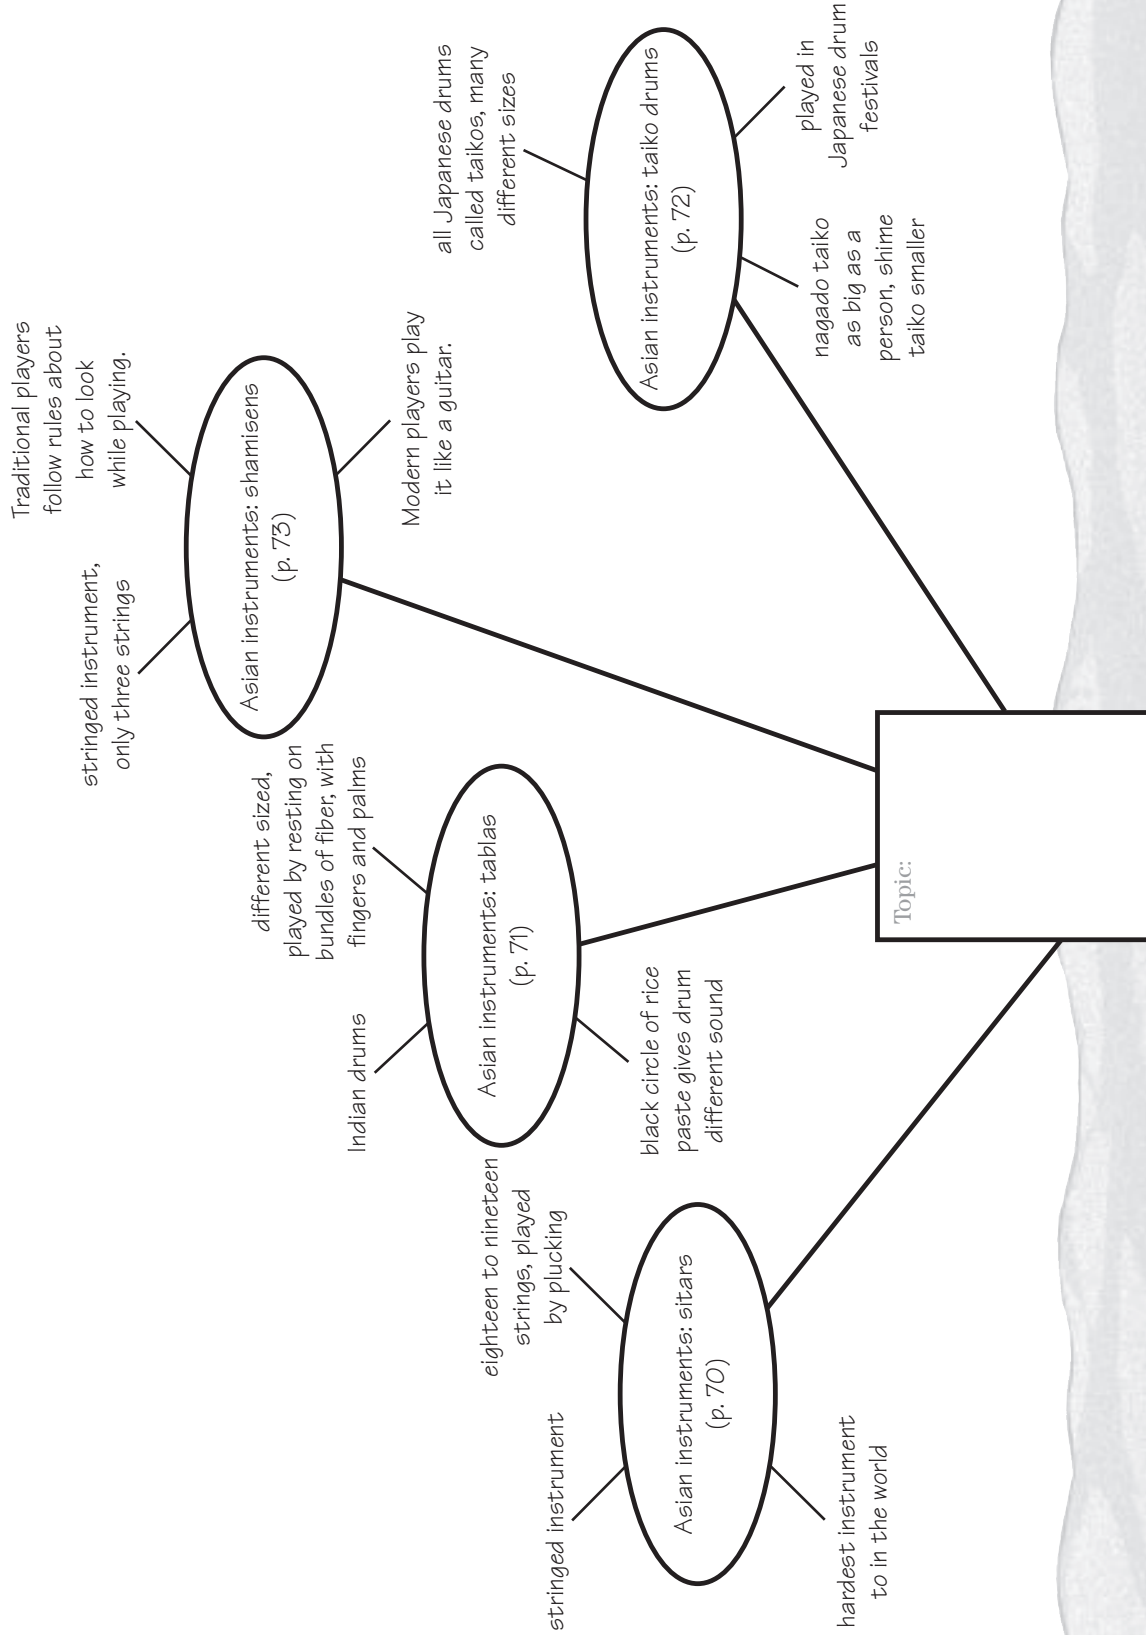 Traditional players
follow rules about
how to look
while playing.
stringed instrument,
only three strings
Asian instruments: shamisens
(p. 73)
Modern players play
it like a guitar.
all Japanese drums
called taikos, many
different sizes
Asian instruments: taiko drums
(p. 72)
played in
Japanese drum
festivals
nagado taiko
as big as a
person, shime
taiko smaller
different sized,
played by resting on
bundles of fiber, with
fingers and palms
Indian drums
Asian instruments: tablas
(p. 71)
black circle of rice
paste gives drum
different sound
eighteen to nineteen
strings, played
by plucking
stringed instrument
Asian instruments: sitars
(p. 70)
hardest instrument
to in the world
Topic: